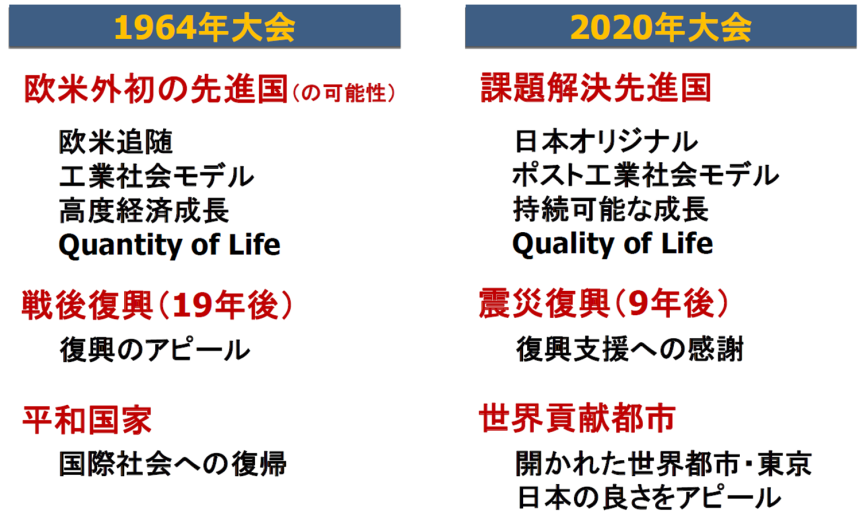 1964年大会
欧米外初の先進国(の可能性)
欧米追随
工業社会モデル
高度経済成長
Quantity of Life
戦後復興(19年後)
復興のアピール
平和国家
国際社会への復帰
2020年大会
課題解決先進国
日本オリジナル
ポスト工業社会モデル
持続可能な成長
Quality of Life
震災復興(9年後)
復興支援への感謝
世界貢献都市
開かれた世界都市・東京
日本の良さをアピール